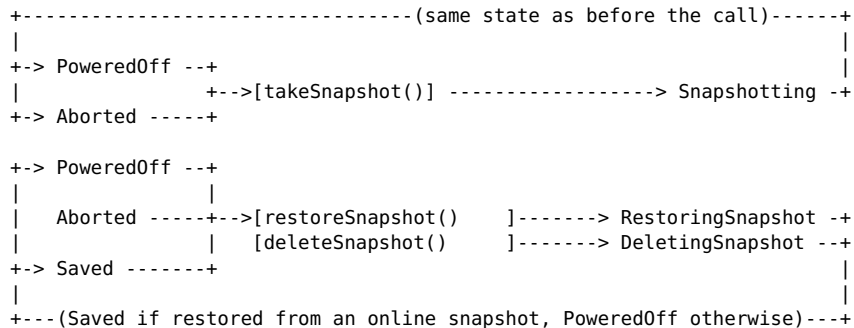 +---------------------------------(same state as before the call)------+
|                                                                      |
+-> PoweredOff --+                                                     |
|                +-->[takeSnapshot()] ------------------> Snapshotting -+
+-> Aborted -----+

+-> PoweredOff --+
|                |
|   Aborted -----+-->[restoreSnapshot()    ]-------> RestoringSnapshot -+
|                |   [deleteSnapshot()     ]-------> DeletingSnapshot --+
+-> Saved -------+                                                     |
|                                                                      |
+---(Saved if restored from an online snapshot, PoweredOff otherwise)---+